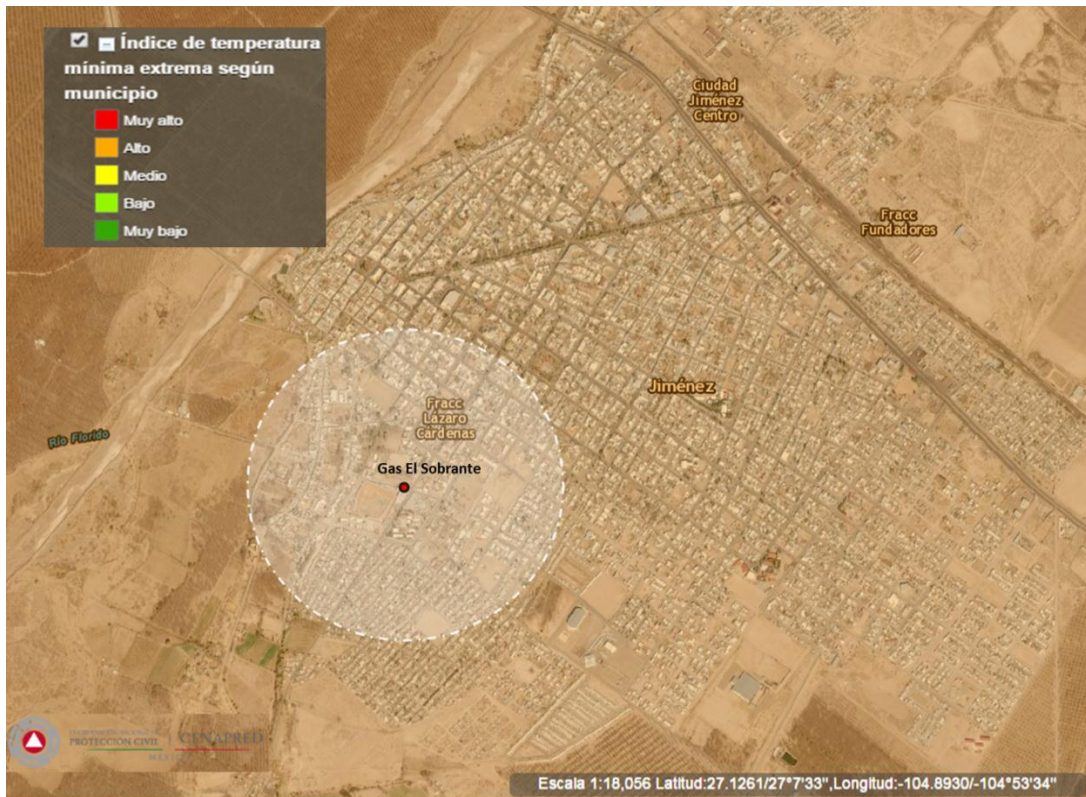 Índice de temperatura
mínima extrema según
municipio
Muy alto
Alto
Medio
Bajo
Muy bajo
Ciudad
Jiménez
Centro
Fracc
Fundadores
Jiménez
Fracc
Lázaro
Cárdenas
Río Florido
Gas El Sobrante
PROTECCIÓN CIVIL
CENAPRED
MÉXICO
Escala 1:18,056 Latitud:27.1261/27°7'33",Longitud:-104.8930/-104°53'34"